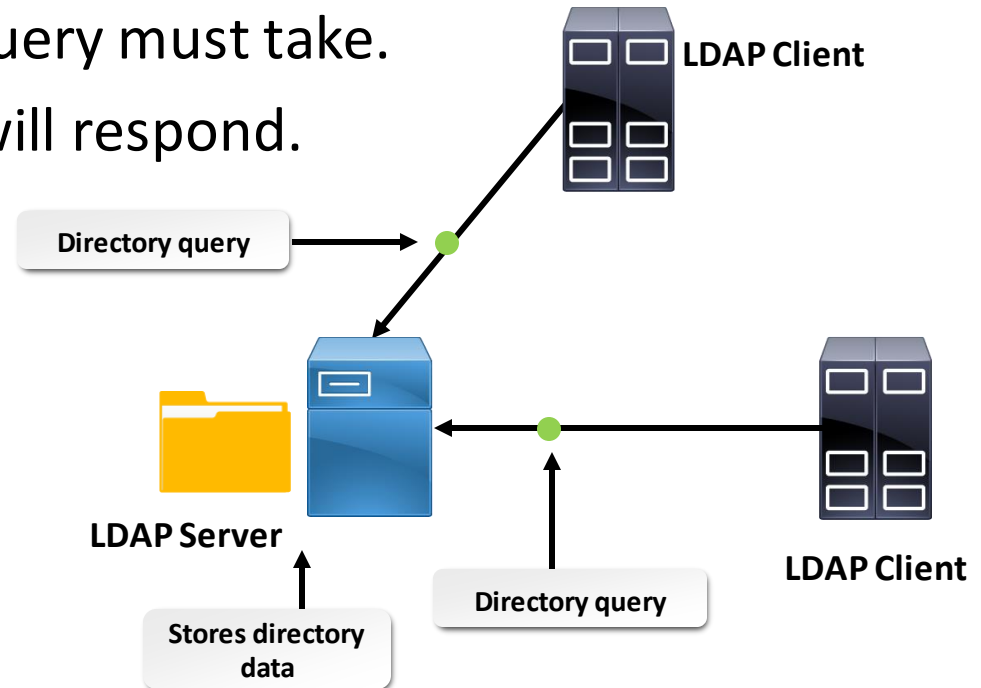 uery must take.
will respond.
LDAP Client
Directory query
LDAP Server
LDAP Client
Directory query
Stores directory
data